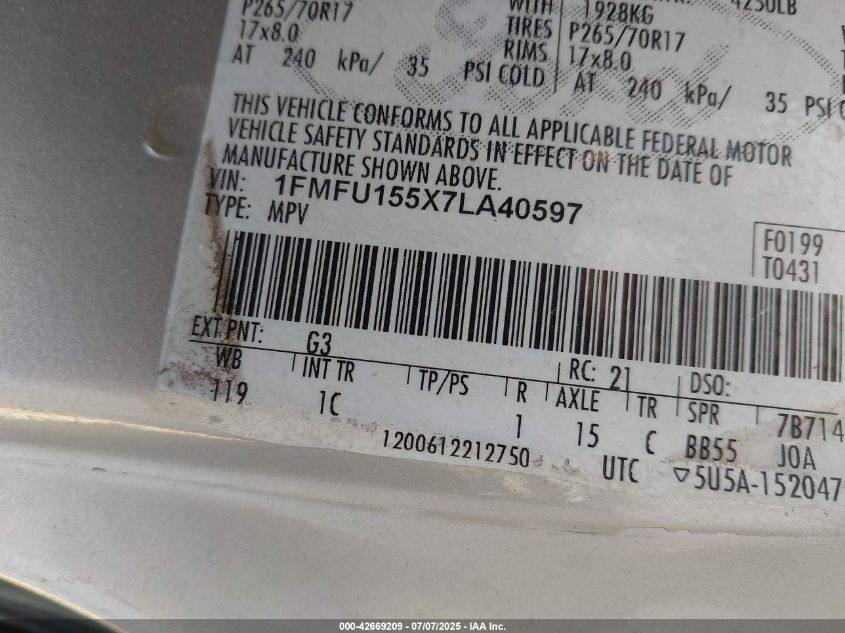 4250LB
P265/70R17 WITH 1928KG
17x8.0 TIRES P265/70R17
RIMS 17x8.0
AT 240 kPa/ 35 PSI COLD AT 240 kPa/ 35 PSI
THIS VEHICLE CONFORMS TO ALL APPLICABLE FEDERAL MOTOR
VEHICLE SAFETY STANDARDS IN EFFECT ON THE DATE OF
MANUFACTURE SHOWN ABOVE.
VIN: 1FMFU155X7LA40597
TYPE: MPV
F0199
T0431
EXT PNT: G3 RC: 21 DSO:
WB INT TR TP/PS R AXLE TR SPR 7B714
119 1C 1 15 C BB55 JOA
1200612212750 UTC ▽5U5A-152047
000-42669209 | 07/07/2025 - IAA Inc.